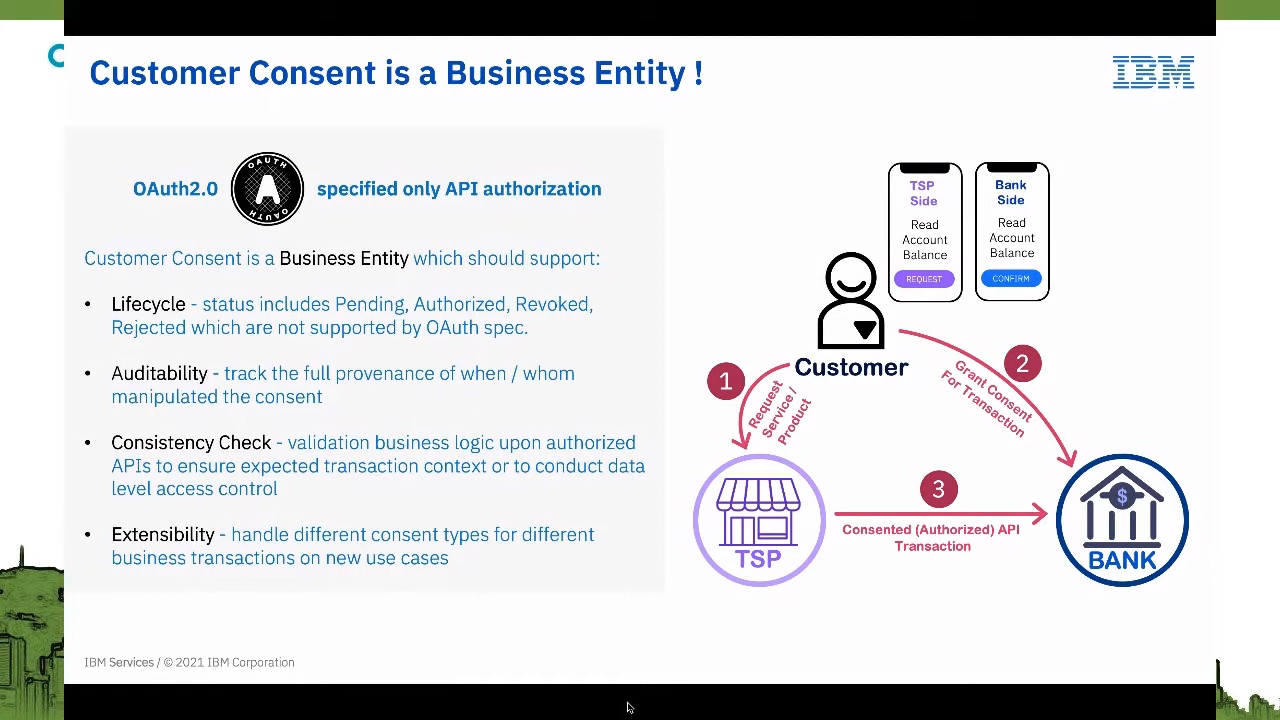 Customer Consent is a Business Entity !
IBM
OAuth2.0
OAUTH
A
OAUTH
specified only API authorization
Customer Consent is a Business Entity which should support:
• Lifecycle - status includes Pending, Authorized, Revoked,
Rejected which are not supported by OAuth spec.
• Auditability - track the full provenance of when / whom
manipulated the consent
• Consistency Check - validation business logic upon authorized
APIs to ensure expected transaction context or to conduct data
level access control
• Extensibility - handle different consent types for different
business transactions on new use cases
TSP
Side
Read
Account
Balance
REQUEST
Bank
Side
Read
Account
Balance
CONFIRM
Customer
1
Request
Service /
Product
2
Grant Consent
For Transaction
3
Consented (Authorized) API
Transaction
TSP
$
BANK
IBM Services / © 2021 IBM Corporation